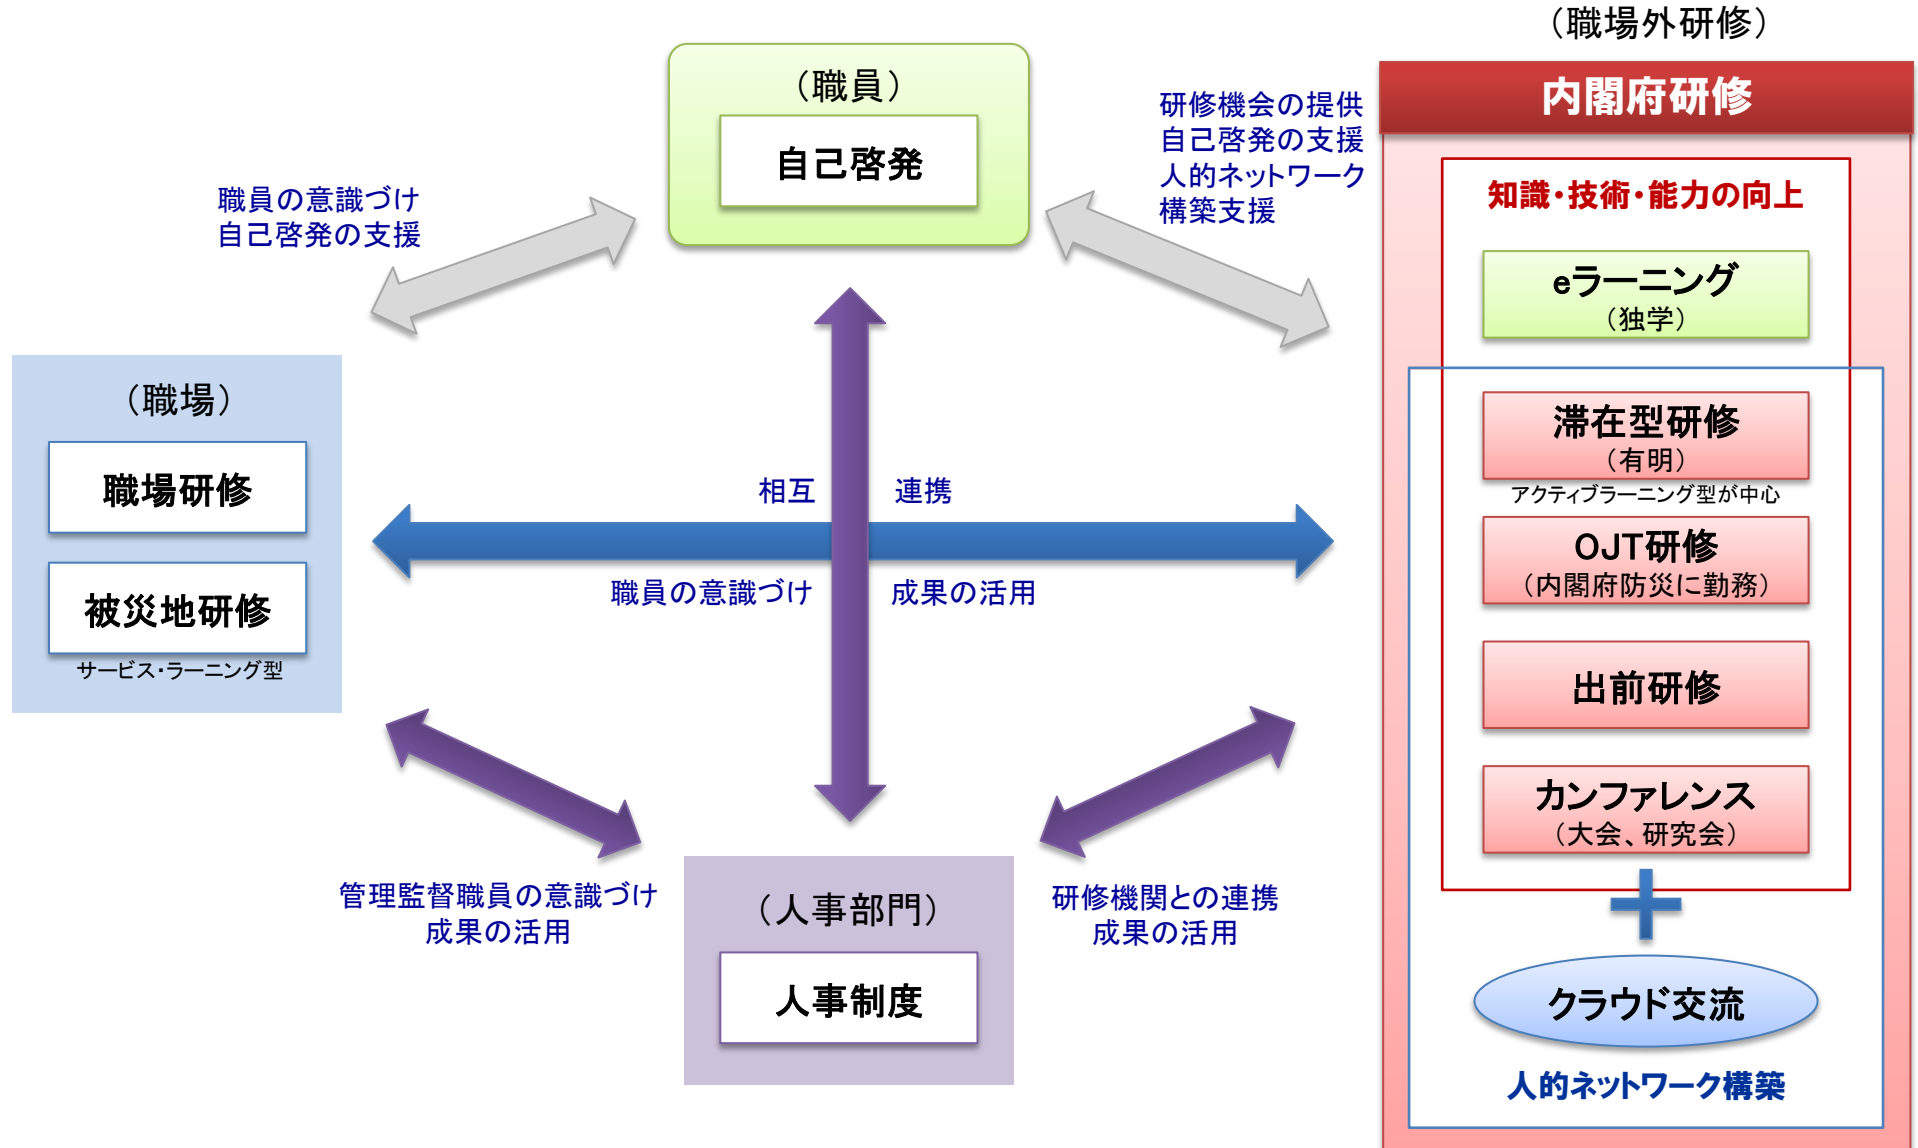 （職場外研修）
内閣府研修
（職員）
自己啓発
研修機会の提供
自己啓発の支援
人的ネットワーク
構築支援
職員の意識づけ
自己啓発の支援
知識・技術・能力の向上
eラーニング
（独学）
（職場）
職場研修
被災地研修
サービス・ラーニング型
相互　連携
職員の意識づけ　成果の活用
滞在型研修
（有明）
アクティブラーニング型が中心
OJT研修
（内閣府防災に勤務）
出前研修
カンファレンス
（大会、研究会）
管理監督職員の意識づけ
成果の活用
（人事部門）
人事制度
研修機関との連携
成果の活用
クラウド交流
人的ネットワーク構築